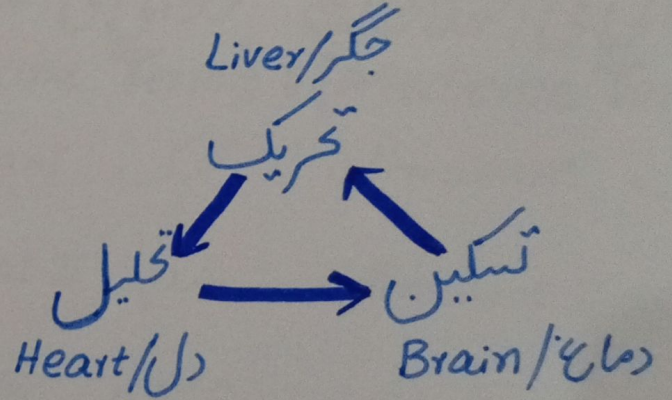 Liver/جگر
تحریک
تحلیل
تسکین
Heart/دل
Brain/دماغ